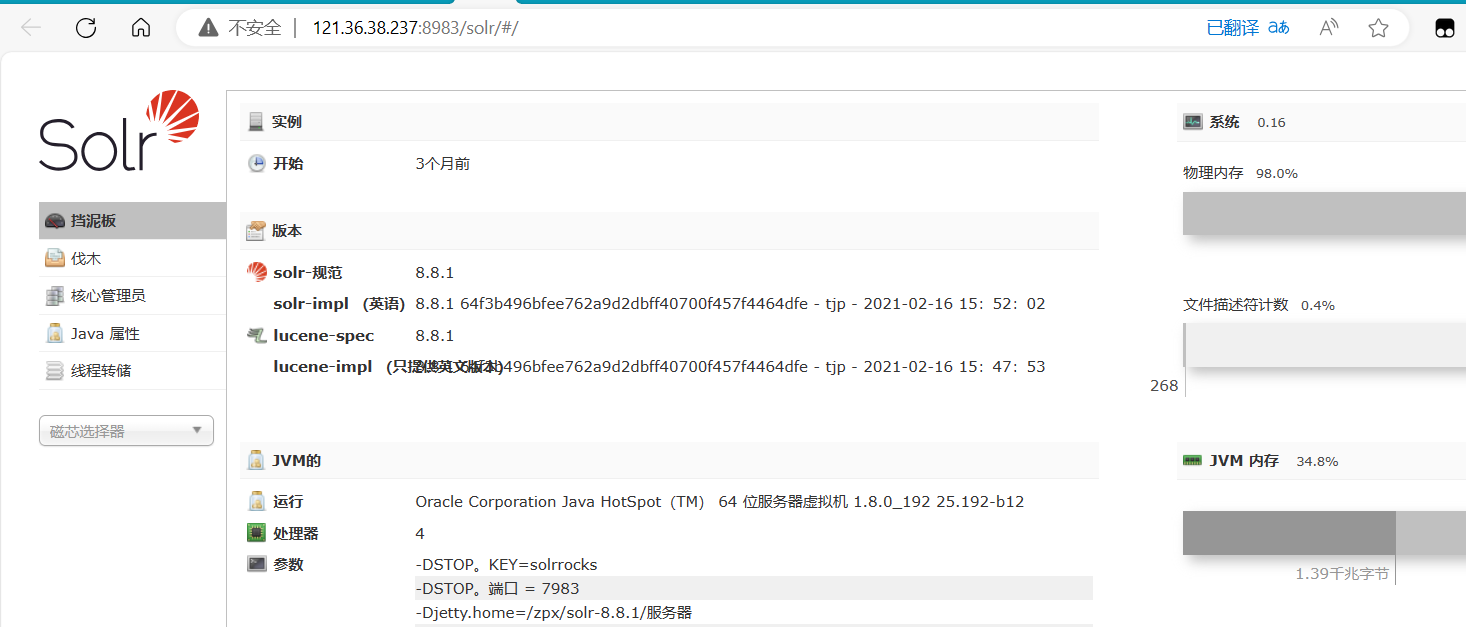 不安全 | 121.36.38.237:8983/solr/#/ 已翻译 aあ A
Solr
挡泥板
伐木
核心管理员
Java 属性
线程转储
磁芯选择器
实例
开始 3个月前
版本
solr-规范 8.8.1
solr-impl (英语) 8.8.1 64f3b496bfee762a9d2dbff40700f457f4464dfe - tjp - 2021-02-16 15：52：02
lucene-spec 8.8.1
lucene-impl (只提供英文版本) b496bfee762a9d2dbff40700f457f4464dfe - tjp - 2021-02-16 15：47：53
JVM的
运行 Oracle Corporation Java HotSpot（TM） 64 位服务器虚拟机 1.8.0_192 25.192-b12
处理器 4
参数 -DSTOP。KEY=solrrocks
-DSTOP。端口 = 7983
-Djetty.home=/zpx/solr-8.8.1/服务器
系统 0.16
物理内存 98.0%
文件描述符计数 0.4%
268
JVM 内存 34.8%
1.39千兆字节